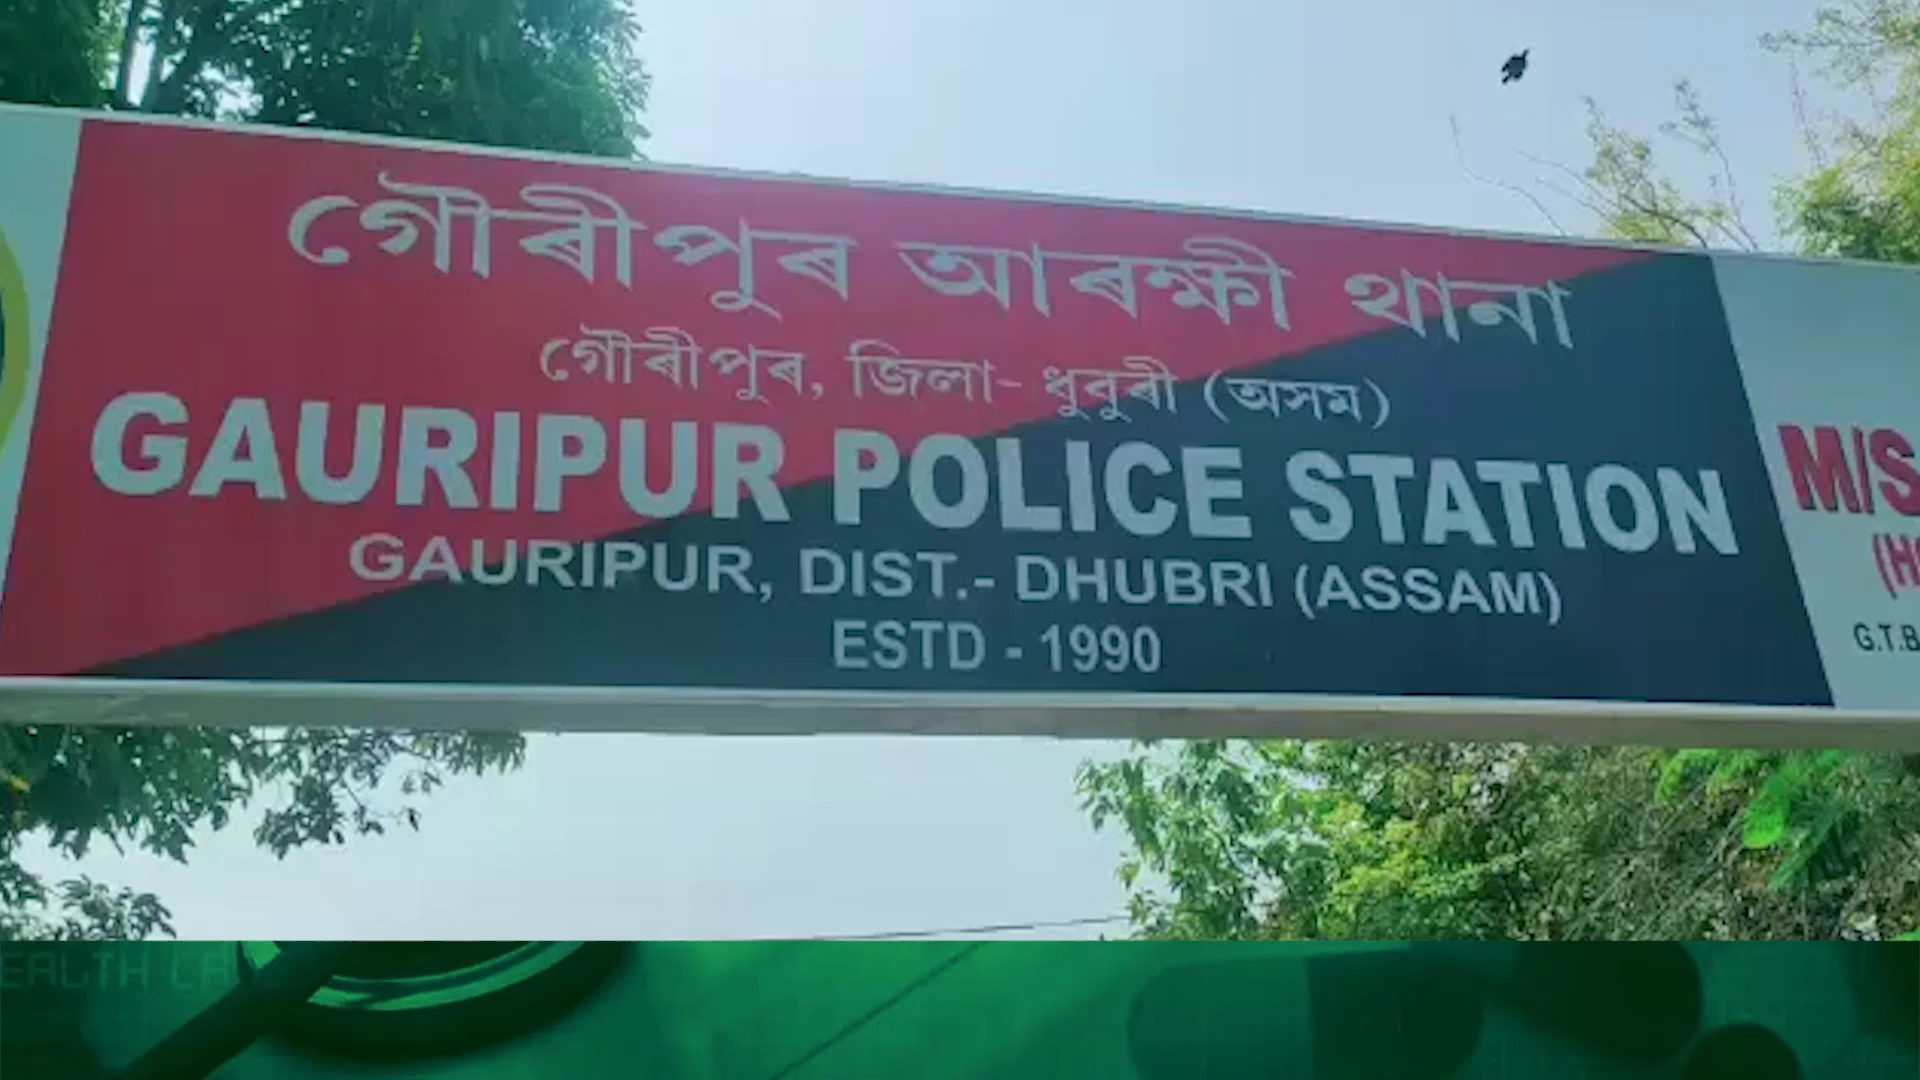 গৌৰীপুৰ আৰক্ষী থানা
গৌৰীপুৰ, জিলা- ধুবুৰী (অসম)
GAURIPUR POLICE STATION
GAURIPUR, DIST.- DHUBRI (ASSAM)
ESTD - 1990
M/S
G.T.B